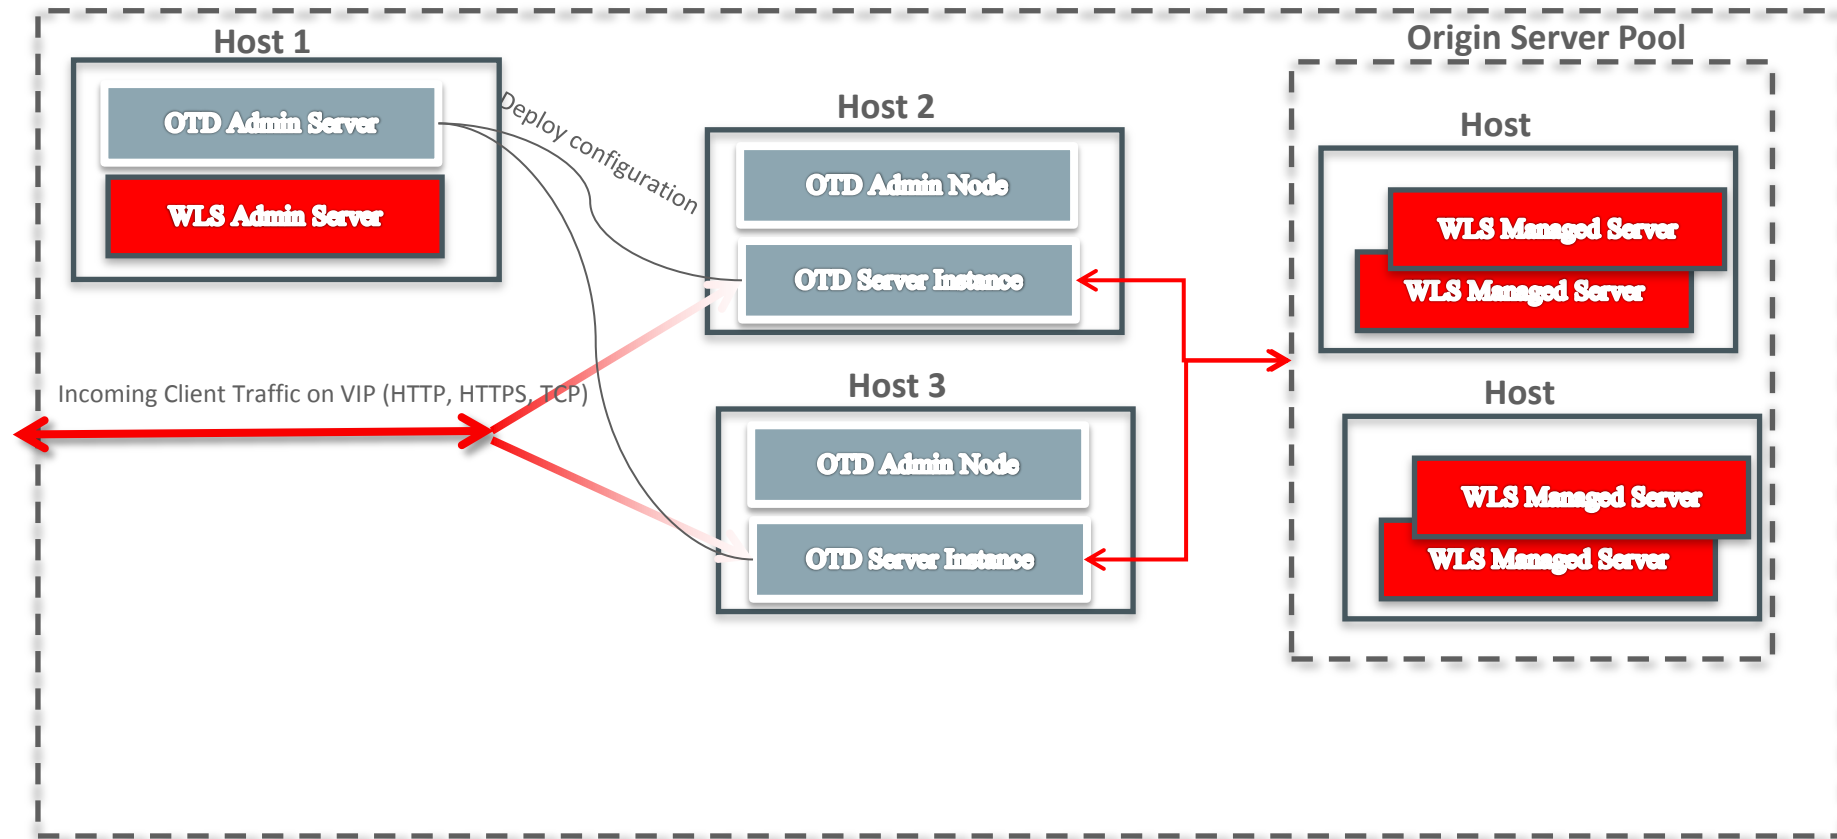 Host 1
OTD Admin Server
WLS Admin Server
Deploy configuration
Incoming Client Traffic on VIP (HTTP, HTTPS, TCP)
Host 2
OTD Admin Node
OTD Server Instance
Host 3
OTD Admin Node
OTD Server Instance
Origin Server Pool
Host
WLS Managed Server
WLS Managed Server
Host
WLS Managed Server
WLS Managed Server